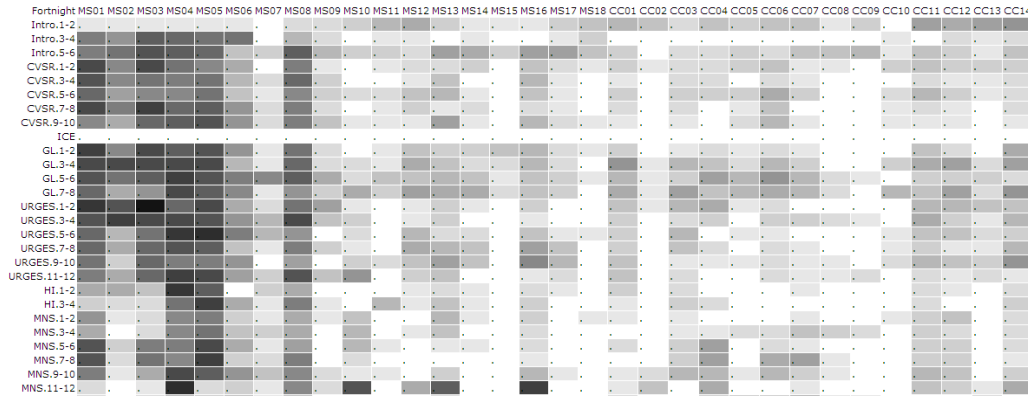 Fortnight MS01 MS02 MS03 MS04 MS05 MS06 MS07 MS08 MS09 MS10 MS11 MS12 MS13 MS14 MS15 MS16 MS17 MS18 CC01 CC02 CC03 CC04 CC05 CC06 CC07 CC08 CC09 CC10 CC11 CC12 CC13 CC14
Intro.1-2
Intro.3-4
Intro.5-6
CVSR.1-2
CVSR.3-4
CVSR.5-6
CVSR.7-8
CVSR.9-10
ICE
GL.1-2
GL.3-4
GL.5-6
GL.7-8
URGES.1-2
URGES.3-4
URGES.5-6
URGES.7-8
URGES.9-10
URGES.11-12
HI.1-2
HI.3-4
MNS.1-2
MNS.3-4
MNS.5-6
MNS.7-8
MNS.9-10
MNS.11-12